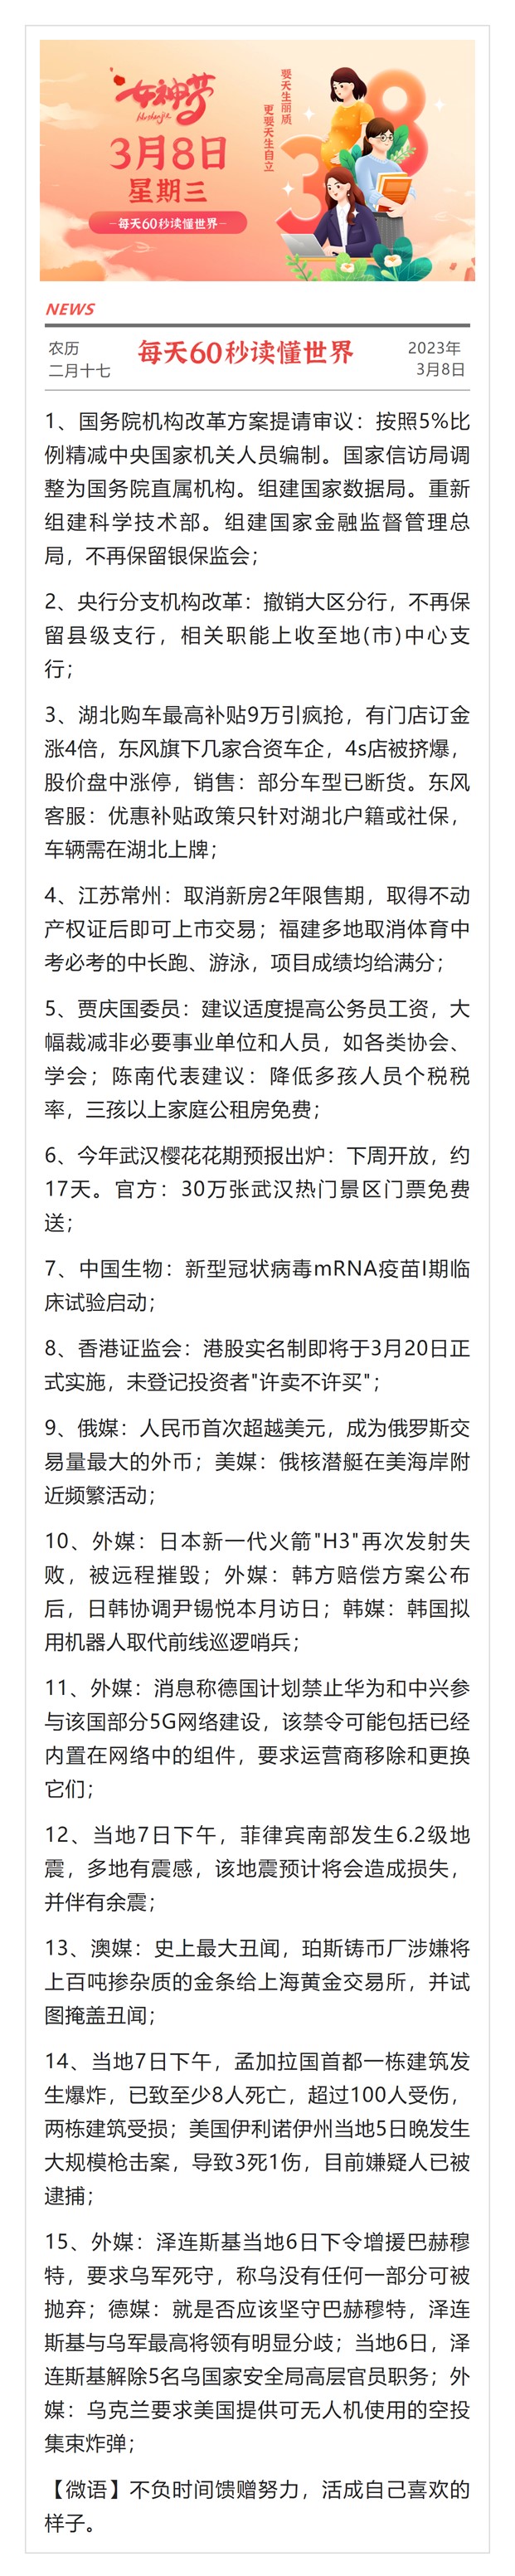 女神节
Nvshenjie
3月8日
星期三
—每天60秒读懂世界—
要天生丽质
更要天生自立
38
NEWS
农历
二月十七
每天60秒读懂世界
2023年
3月8日
1、国务院机构改革方案提请审议：按照5%比
例精减中央国家机关人员编制。国家信访局调
整为国务院直属机构。组建国家数据局。重新
组建科学技术部。组建国家金融监督管理总
局，不再保留银保监会；
2、央行分支机构改革：撤销大区分行，不再保
留县级支行，相关职能上收至地(市)中心支
行；
3、湖北购车最高补贴9万引疯抢，有门店订金
涨4倍，东风旗下几家合资车企，4s店被挤爆，
股价盘中涨停，销售：部分车型已断货。东风
客服：优惠补贴政策只针对湖北户籍或社保，
车辆需在湖北上牌；
4、江苏常州：取消新房2年限售期，取得不动
产权证后即可上市交易；福建多地取消体育中
考必考的中长跑、游泳，项目成绩均给满分；
5、贾庆国委员：建议适度提高公务员工资，大
幅裁减非必要事业单位和人员，如各类协会、
学会；陈南代表建议：降低多孩人员个税税
率，三孩以上家庭公租房免费；
6、今年武汉樱花花期预报出炉：下周开放，约
17天。官方：30万张武汉热门景区门票免费
送；
7、中国生物：新型冠状病毒mRNA疫苗I期临
床试验启动；
8、香港证监会：港股实名制即将于3月20日正
式实施，未登记投资者"许卖不许买"；
9、俄媒：人民币首次超越美元，成为俄罗斯交
易量最大的外币；美媒：俄核潜艇在美海岸附
近频繁活动；
10、外媒：日本新一代火箭"H3"再次发射失
败，被远程摧毁；外媒：韩方赔偿方案公布
后，日韩协调尹锡悦本月访日；韩媒：韩国拟
用机器人取代前线巡逻哨兵；
11、外媒：消息称德国计划禁止华为和中兴参
与该国部分5G网络建设，该禁令可能包括已经
内置在网络中的组件，要求运营商移除和更换
它们；
12、当地7日下午，菲律宾南部发生6.2级地
震，多地有震感，该地震预计将会造成损失，
并伴有余震；
13、澳媒：史上最大丑闻，珀斯铸币厂涉嫌将
上百吨掺杂质的金条给上海黄金交易所，并试
图掩盖丑闻；
14、当地7日下午，孟加拉国首都一栋建筑发
生爆炸，已致至少8人死亡，超过100人受伤，
两栋建筑受损；美国伊利诺伊州当地5日晚发生
大规模枪击案，导致3死1伤，目前嫌疑人已被
逮捕；
15、外媒：泽连斯基当地6日下令增援巴赫穆
特，要求乌军死守，称乌没有任何一部分可被
抛弃；德媒：就是否应该坚守巴赫穆特，泽连
斯基与乌军最高将领有明显分歧；当地6日，泽
连斯基解除5名乌国家安全局高层官员职务；外
媒：乌克兰要求美国提供可无人机使用的空投
集束炸弹；
【微语】不负时间馈赠努力，活成自己喜欢的
样子。